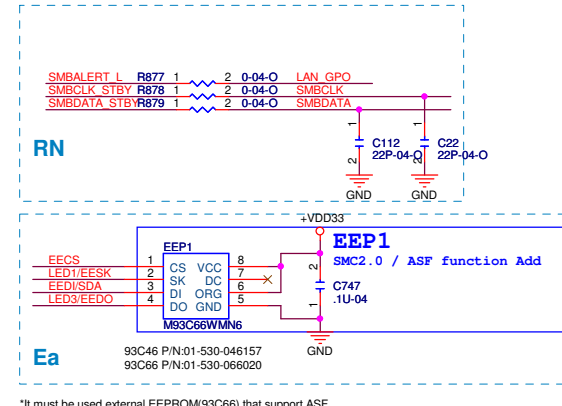 SMBALERT_L R877 1 2 0-04-O LAN_GPO
SMBCLK_STBY R878 1 2 0-04-O SMBCLK
SMBDATA_STBY R879 1 2 0-04-O SMBDATA
RN
1 C112 1 C22
2 22P-04-O 2 22P-04-O
GND GND
+VDD33
EEP1 EEP1
SMC2.0 / ASF function Add
EECS 1 CS VCC 8
LED1/EESK 2 SK DC 7
EEDI/SDA 3 DI ORG 6
LED3/EEDO 4 DO GND 5
2 C747
1 .1U-04
M93C66WMN6
GND
Ea
93C46 P/N:01-530-046157
93C66 P/N:01-530-066020
*It must be used external EEPROM(93C66) that support ASF